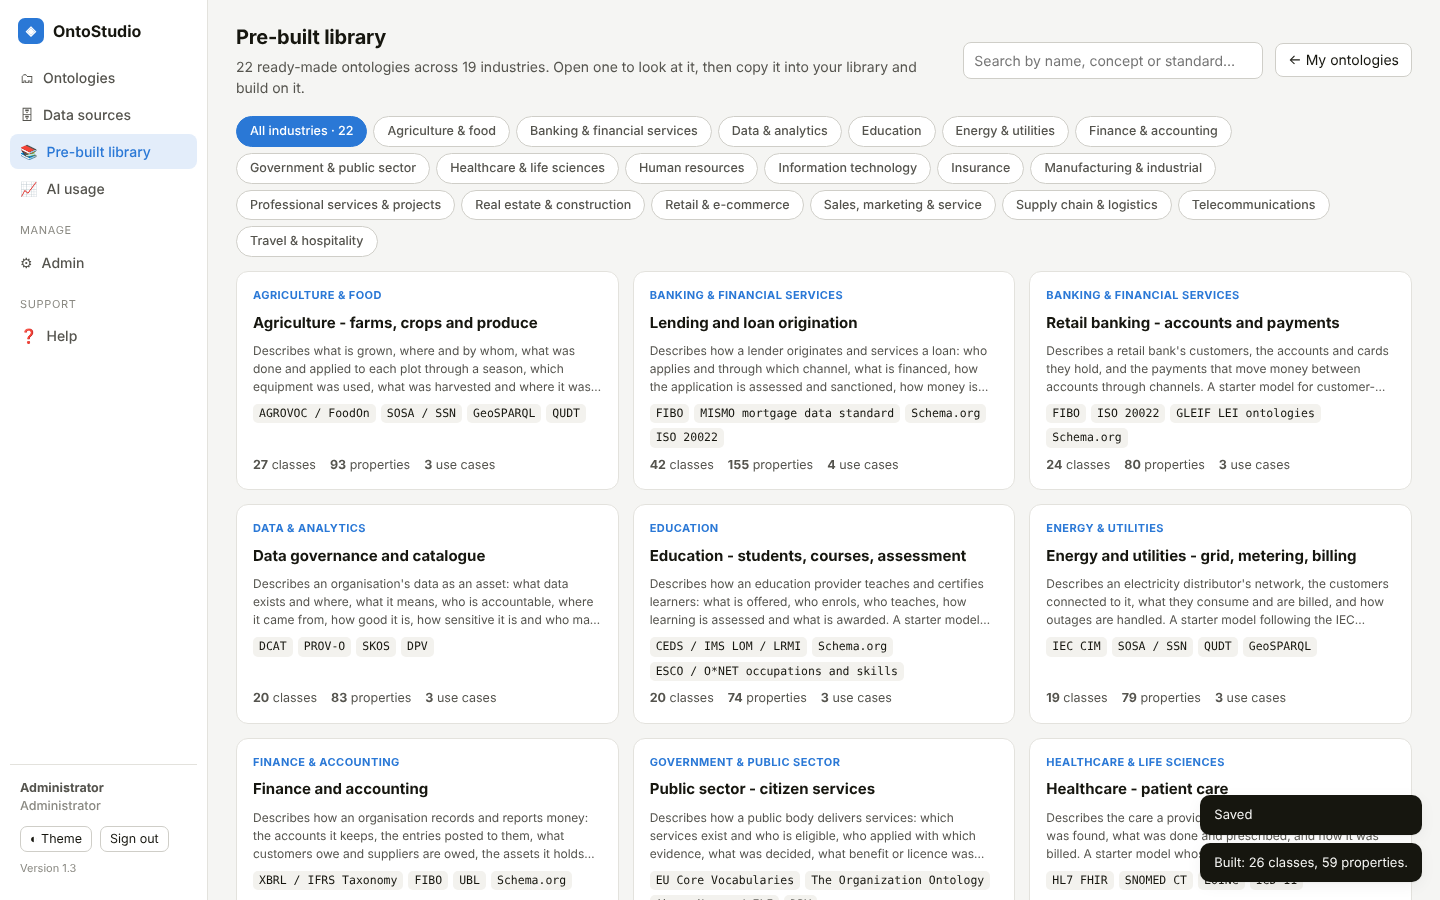 OntoStudio
Ontologies
Data sources
Pre-built library
AI usage
MANAGE
Admin
SUPPORT
Help
Administrator
Administrator
Theme
Sign out
Version 1.3
Pre-built library
22 ready-made ontologies across 19 industries. Open one to look at it, then copy it into your library and
build on it.
Search by name, concept or standard...
← My ontologies
All industries · 22
Agriculture & food
Banking & financial services
Data & analytics
Education
Energy & utilities
Finance & accounting
Government & public sector
Healthcare & life sciences
Human resources
Information technology
Insurance
Manufacturing & industrial
Professional services & projects
Real estate & construction
Retail & e-commerce
Sales, marketing & service
Supply chain & logistics
Telecommunications
Travel & hospitality
AGRICULTURE & FOOD
Agriculture - farms, crops and produce
Describes what is grown, where and by whom, what was
done and applied to each plot through a season, which
equipment was used, what was harvested and where it was...
AGROVOC / FoodOn SOSA / SSN GeoSPARQL QUDT
27 classes 93 properties 3 use cases
BANKING & FINANCIAL SERVICES
Lending and loan origination
Describes how a lender originates and services a loan: who
applies and through which channel, what is financed, how
the application is assessed and sanctioned, how money is...
FIBO MISMO mortgage data standard Schema.org
ISO 20022
42 classes 155 properties 4 use cases
BANKING & FINANCIAL SERVICES
Retail banking - accounts and payments
Describes a retail bank's customers, the accounts and cards
they hold, and the payments that move money between
accounts through channels. A starter model for customer-...
FIBO ISO 20022 GLEIF LEI ontologies
Schema.org
24 classes 80 properties 3 use cases
DATA & ANALYTICS
Data governance and catalogue
Describes an organisation's data as an asset: what data
exists and where, what it means, who is accountable, where
it came from, how good it is, how sensitive it is and who ma...
DCAT PROV-O SKOS DPV
20 classes 83 properties 3 use cases
EDUCATION
Education - students, courses, assessment
Describes how an education provider teaches and certifies
learners: what is offered, who enrols, who teaches, how
learning is assessed and what is awarded. A starter model...
CEDS / IMS LOM / LRMI Schema.org
ESCO / O*NET occupations and skills
20 classes 74 properties 3 use cases
ENERGY & UTILITIES
Energy and utilities - grid, metering, billing
Describes an electricity distributor's network, the customers
connected to it, what they consume and are billed, and how
outages are handled. A starter model following the IEC...
IEC CIM SOSA / SSN QUDT GeoSPARQL
19 classes 79 properties 3 use cases
FINANCE & ACCOUNTING
Finance and accounting
Describes how an organisation records and reports money:
the accounts it keeps, the entries posted to them, what
customers owe and suppliers are owed, the assets it holds...
XBRL / IFRS Taxonomy FIBO UBL Schema.org
GOVERNMENT & PUBLIC SECTOR
Public sector - citizen services
Describes how a public body delivers services: which
services exist and who is eligible, who applied with which
evidence, what was decided, what benefit or licence was...
EU Core Vocabularies The Organization Ontology
HEALTHCARE & LIFE SCIENCES
Healthcare - patient care
Describes the care a
was found, what was done and prescribed, and how it was
billed. A starter model
HL7 FHIR SNOMED CT
Saved
Built: 26 classes, 59 properties.